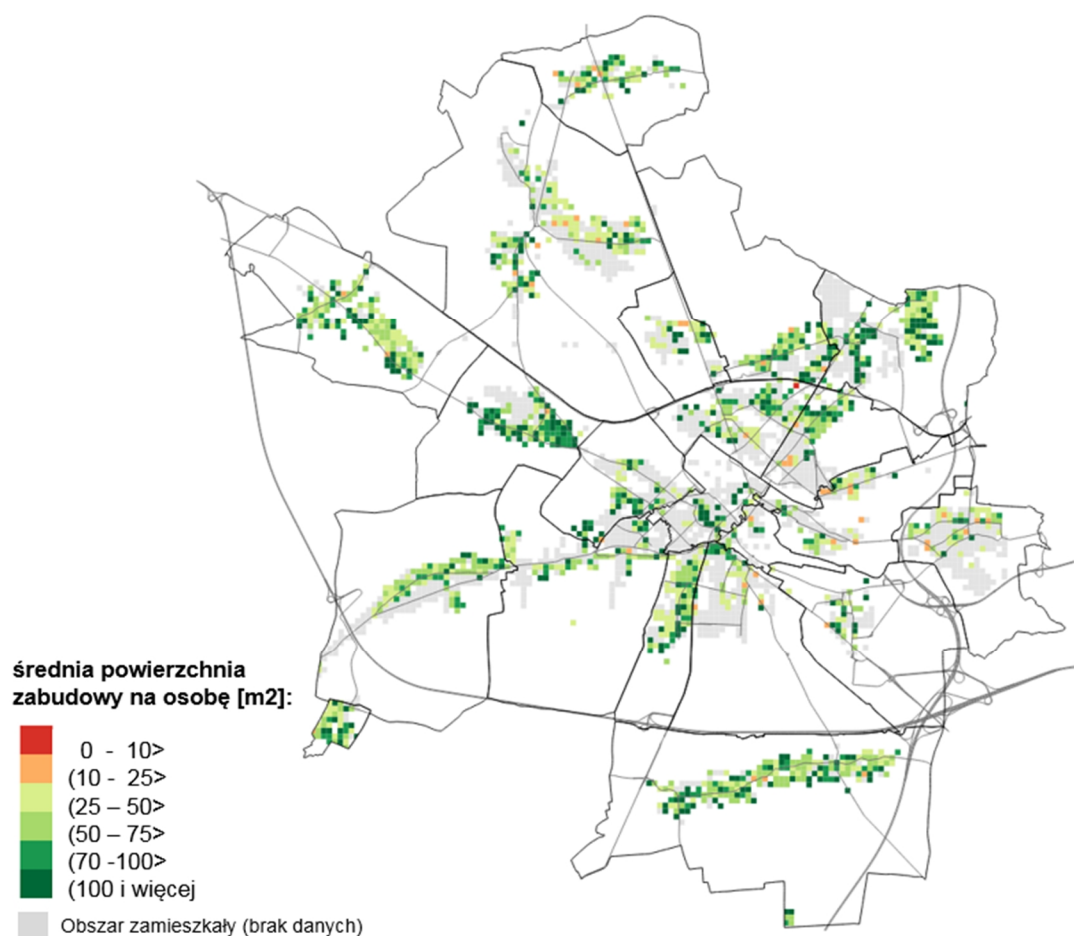 średnia powierzchnia
zabudowy na osobę [m2]:
0 - 10>
(10 - 25>
(25 – 50>
(50 – 75>
(70 -100>
(100 i więcej
Obszar zamieszkały (brak danych)